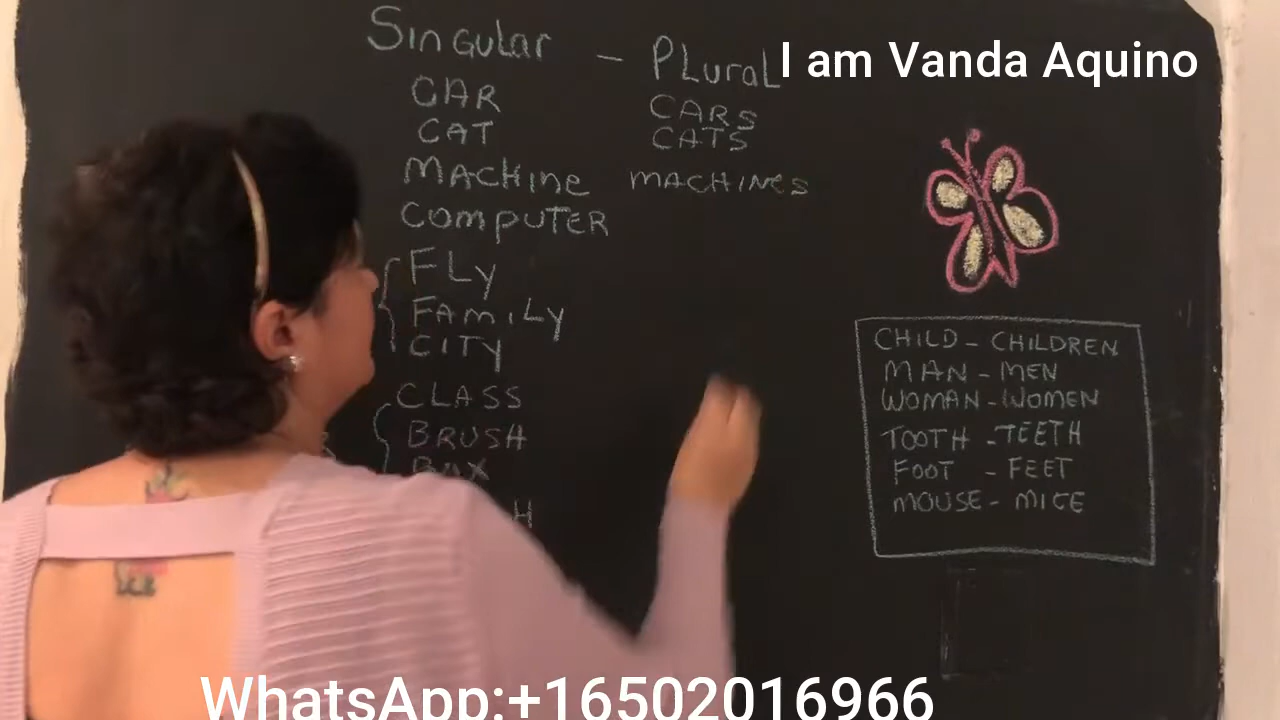 Singular - Plural
I am Vanda Aquino
CAR CARS
CAT CATS
MACHine MACHINeS
COMPUTER
FLy
FAMiLy
CITY
CLASS
BRUSH
BOX
H
CHILD - CHILDREN
MAN - MEN
WOMAN - WOMEN
TOOTH - TEETH
FOOT - FEET
MOUSE - MICE
WhatsApp:+16502016966